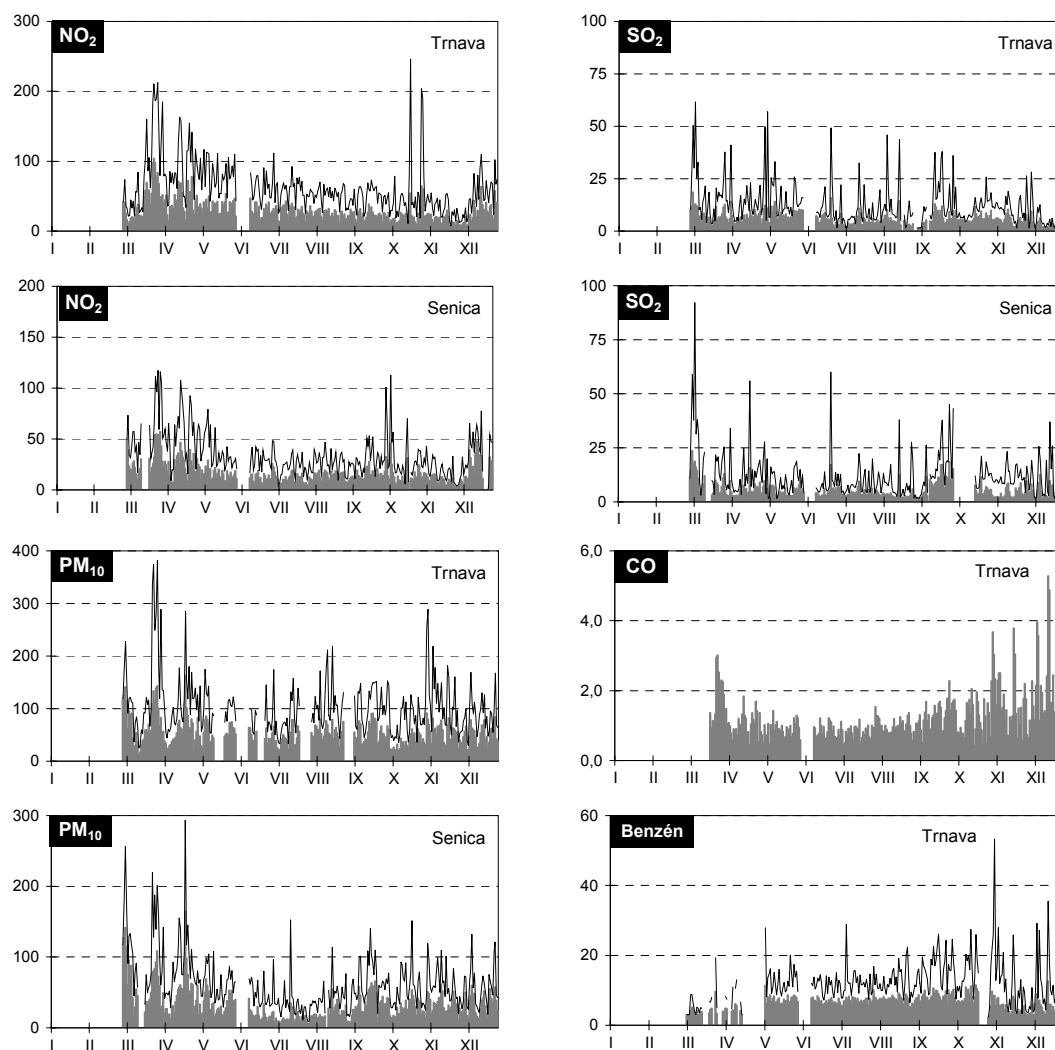 NO₂
Trnava
300
200
100
0
I II III IV V VI VII VIII IX X XI XII
SO₂
Trnava
100
75
50
25
0
I II III IV V VI VII VIII IX X XI XII
NO₂
Senica
200
150
100
50
0
I II III IV V VI VII VIII IX X XI XII
SO₂
Senica
100
75
50
25
0
I II III IV V VI VII VIII IX X XI XII
PM₁₀
Trnava
400
300
200
100
0
I II III IV V VI VII VIII IX X XI XII
CO
Trnava
6,0
4,0
2,0
0,0
I II III IV V VI VII VIII IX X XI XII
PM₁₀
Senica
300
200
100
0
I II III IV V VI VII VIII IX X XI XII
Benzén
Trnava
60
40
20
0
I II III IV V VI VII VIII IX X XI XII